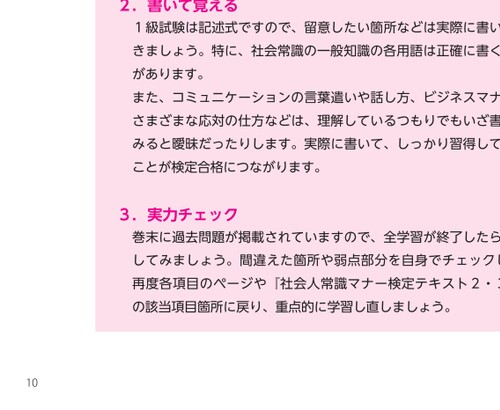 ２．書いて覚える
１級試験は記述式ですので、留意したい箇所などは実際に書い
きましょう。特に、社会常識の一般知識の各用語は正確に書く
があります。
また、コミュニケーションの言葉遣いや話し方、ビジネスマナ
さまざまな応対の仕方などは、理解しているつもりでもいざ書
みると曖昧だったりします。実際に書いて、しっかり習得して
ことが検定合格につながります。
３．実力チェック
巻末に過去問題が掲載されていますので、全学習が終了したら
してみましょう。間違えた箇所や弱点部分を自身でチェックし
再度各項目のページや『社会人常識マナー検定テキスト２・
の該当項目箇所に戻り、重点的に学習し直しましょう。
10